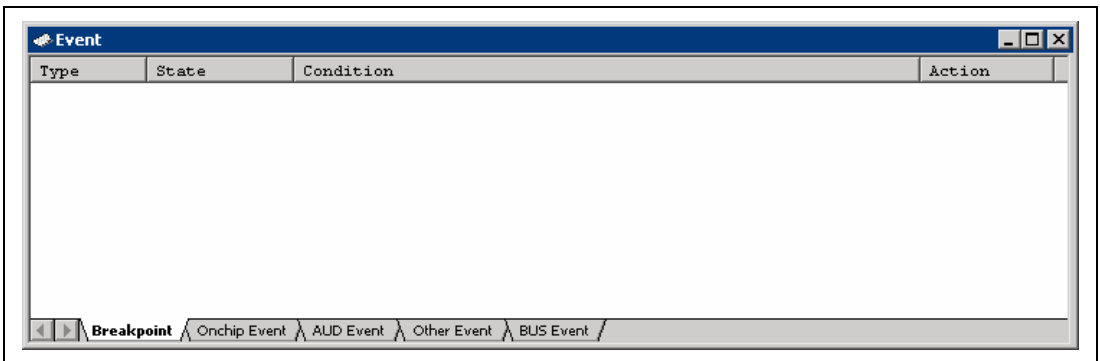 Event
Type State Condition Action
Breakpoint Onchip Event AUD Event Other Event BUS Event